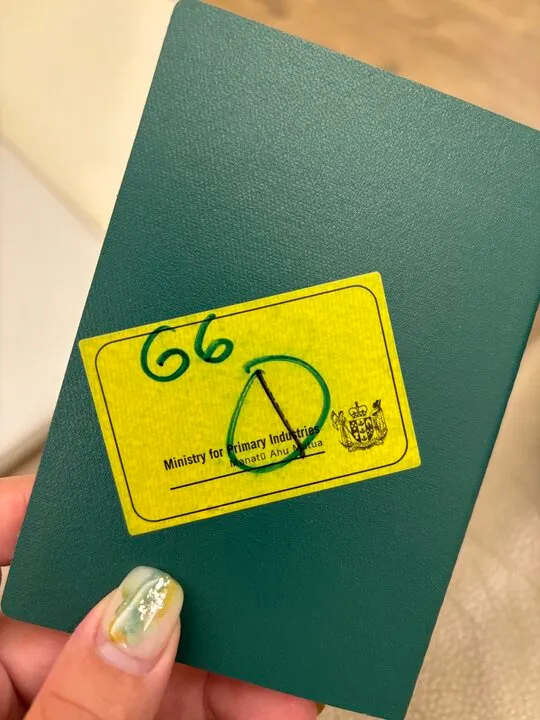 66
Ministry for Primary Industries
Manatū Ahu Matua